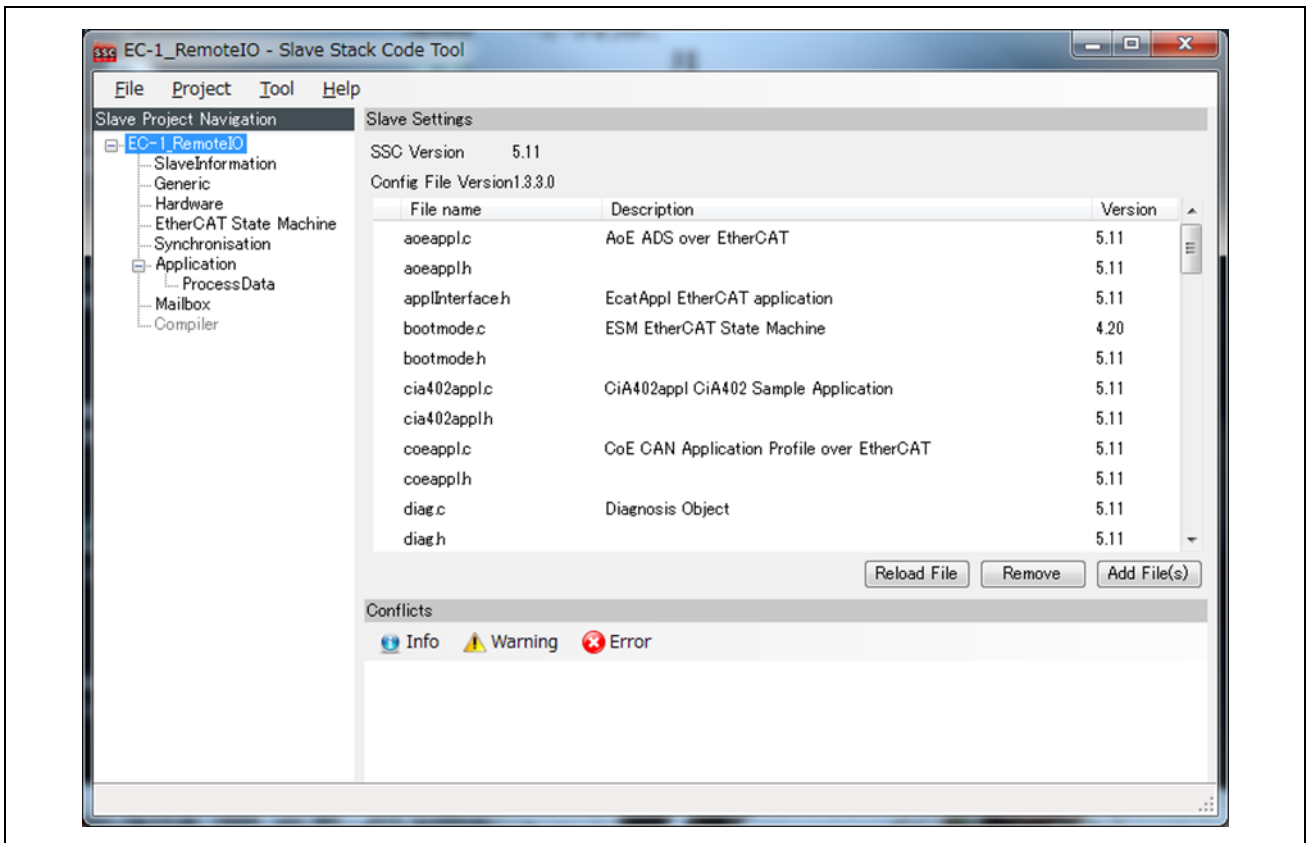 ssc EC-1_RemoteIO - Slave Stack Code Tool
File Project Tool Help
Slave Project Navigation
EC-1_RemoteIO
SlaveInformation
Generic
Hardware
EtherCAT State Machine
Synchronisation
Application
ProcessData
Mailbox
Compiler
Slave Settings
SSC Version 5.11
Config File Version1.3.3.0
File name Description Version
aoeappl.c AoE ADS over EtherCAT 5.11
aoeappl.h 5.11
applInterface.h EcatAppl EtherCAT application 5.11
bootmode.c ESM EtherCAT State Machine 4.20
bootmode.h 5.11
cia402appl.c CiA402appl CiA402 Sample Application 5.11
cia402appl.h 5.11
coeappl.c CoE CAN Application Profile over EtherCAT 5.11
coeappl.h 5.11
diag.c Diagnosis Object 5.11
diag.h 5.11
Reload File Remove Add File(s)
Conflicts
Info Warning Error